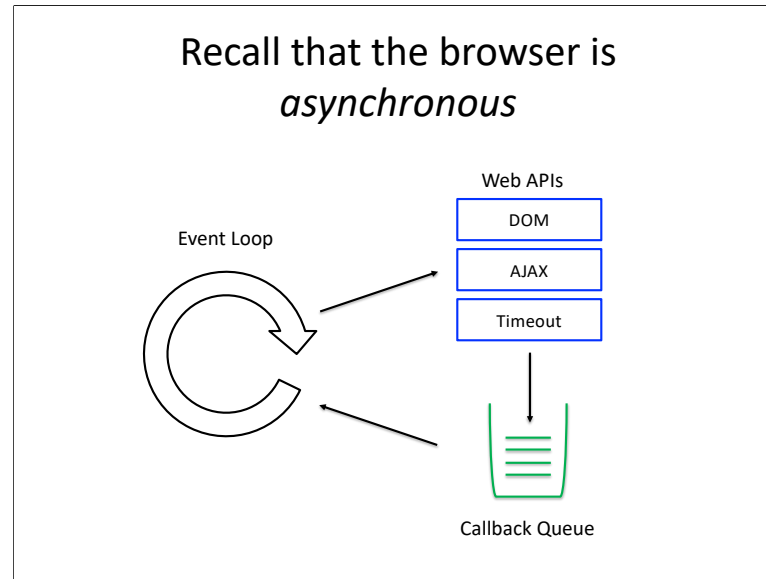 Recall that the browser is
asynchronous
Web APIs
DOM
Event Loop
AJAX
Timeout
Callback Queue